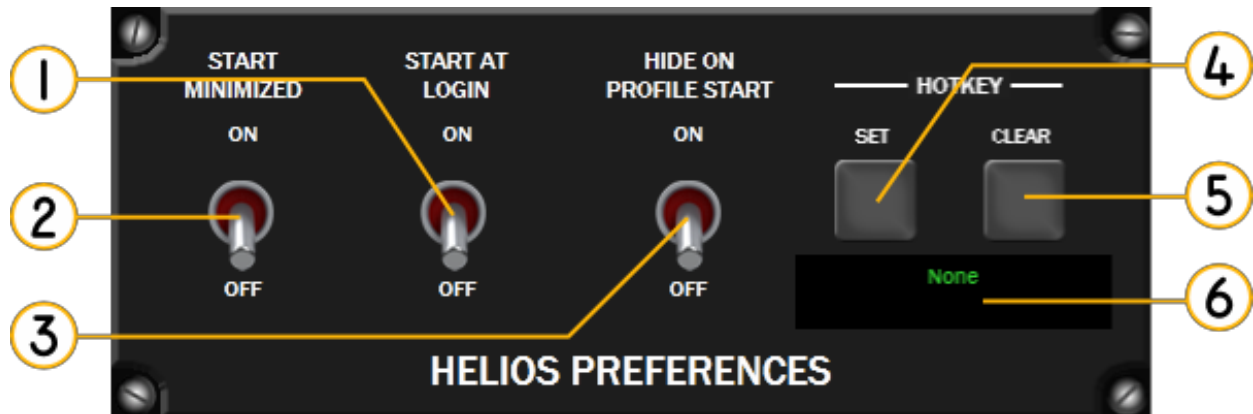 START
MINIMIZED
ON
OFF
START AT
LOGIN
ON
OFF
HIDE ON
PROFILE START
ON
OFF
HOTKEY
SET
CLEAR
None
HELIOS PREFERENCES
1
2
3
4
5
6